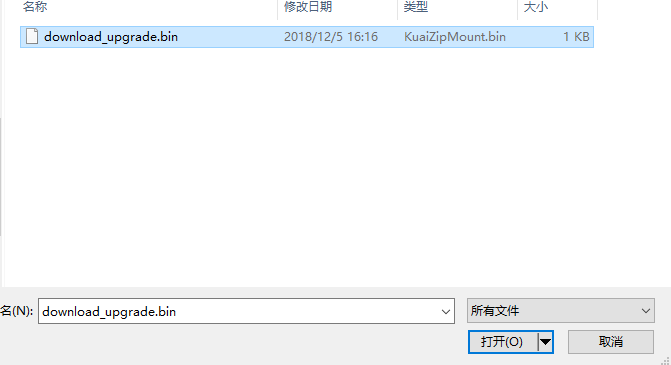 名称 修改日期 类型 大小
download_upgrade.bin 2018/12/5 16:16 KuaiZipMount.bin 1 KB
名(N): download_upgrade.bin 所有文件
打开(O) 取消